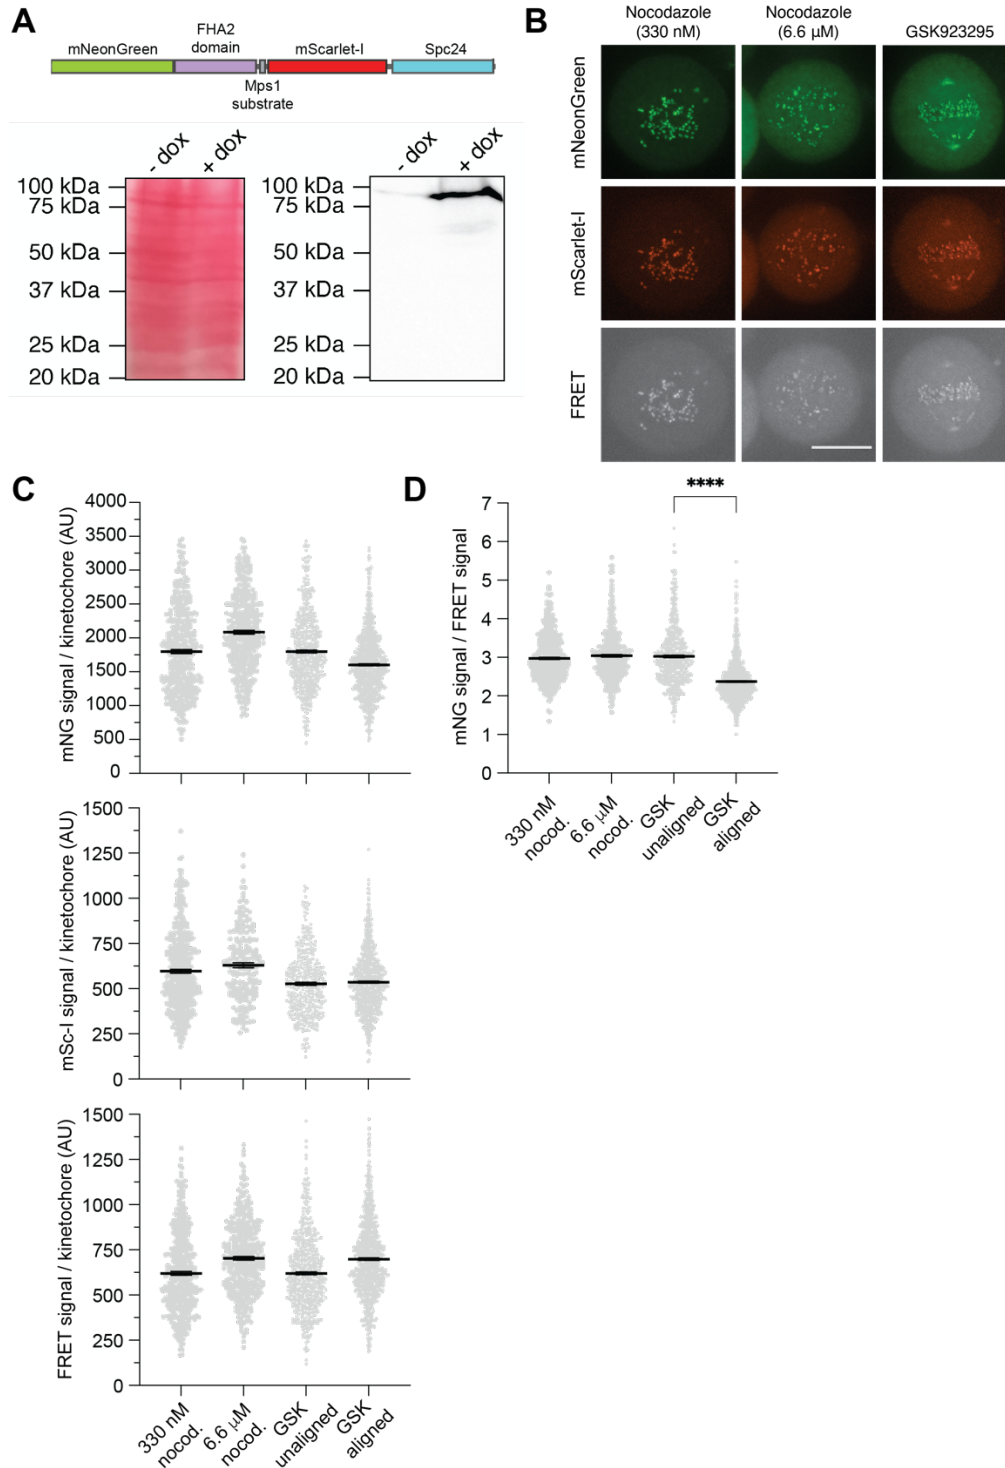 A
mNeonGreen
FHA2
domain
mScarlet-I
Spc24
Mps1
substrate
- dox
+ dox
100 kDa
75 kDa
50 kDa
37 kDa
25 kDa
20 kDa
- dox
+ dox
100 kDa
75 kDa
50 kDa
37 kDa
25 kDa
20 kDa
B
Nocodazole
(330 nM)
Nocodazole
(6.6 µM)
GSK923295
mNeonGreen
mScarlet-I
FRET
C
mNG signal / kinetochore (AU)
4000
3500
3000
2500
2000
1500
1000
500
0
mSc-I signal / kinetochore (AU)
1500
1250
1000
750
500
250
0
FRET signal / kinetochore (AU)
1500
1250
1000
750
500
250
0
330 nM
nocod.
6.6 µM
nocod.
GSK
unaligned
GSK
aligned
D
mNG signal / FRET signal
7
6
5
4
3
2
1
0
****
330 nM
nocod.
6.6 µM
nocod.
GSK
unaligned
GSK
aligned